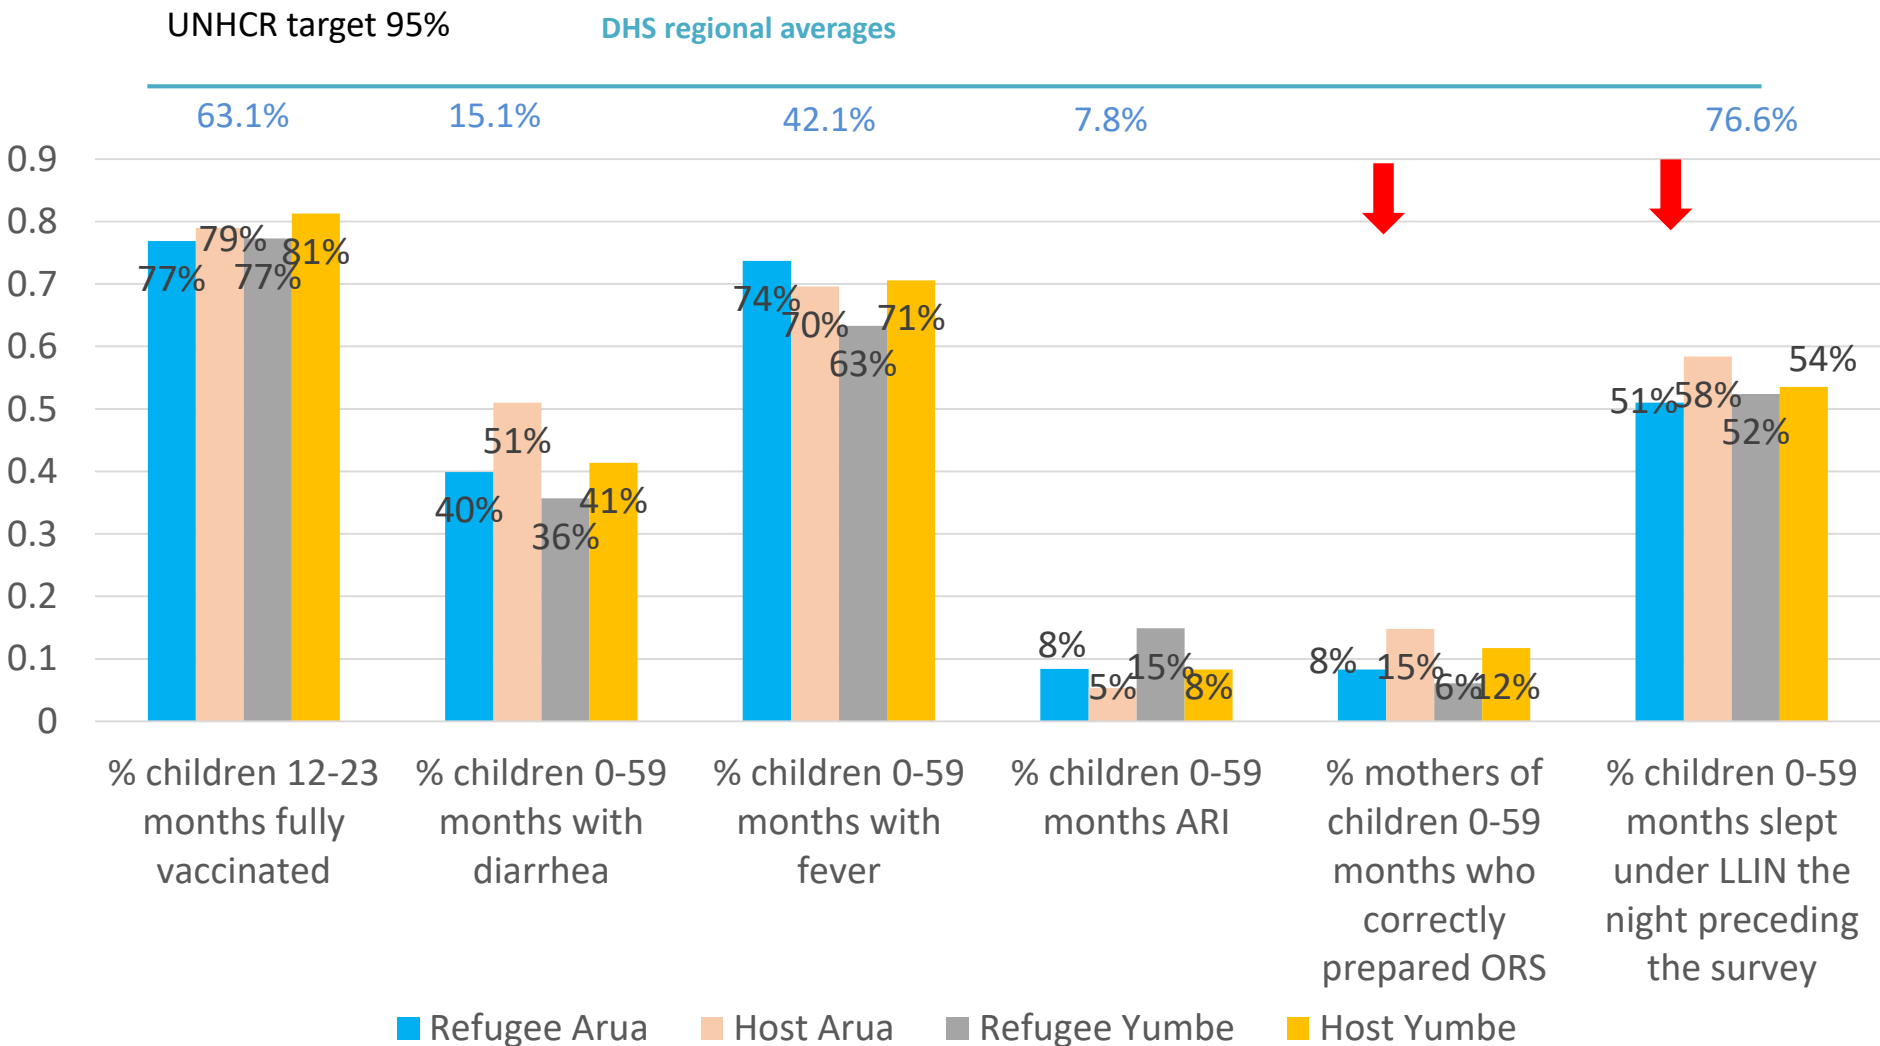 UNHCR target 95%
DHS regional averages
63.1% 15.1% 42.1% 7.8% 76.6%
0.9
0.8
0.7
0.6
0.5
0.4
0.3
0.2
0.1
0
77% 79% 77% 81%
40% 51% 36% 41%
74% 70% 63% 71%
8% 5% 15% 8%
8% 15% 6% 12%
51% 58% 52% 54%
% children 12-23
months fully
vaccinated
% children 0-59
months with
diarrhea
% children 0-59
months with
fever
% children 0-59
months ARI
% mothers of
children 0-59
months who
correctly
prepared ORS
% children 0-59
months slept
under LLIN the
night preceding
the survey
Refugee Arua Host Arua Refugee Yumbe Host Yumbe